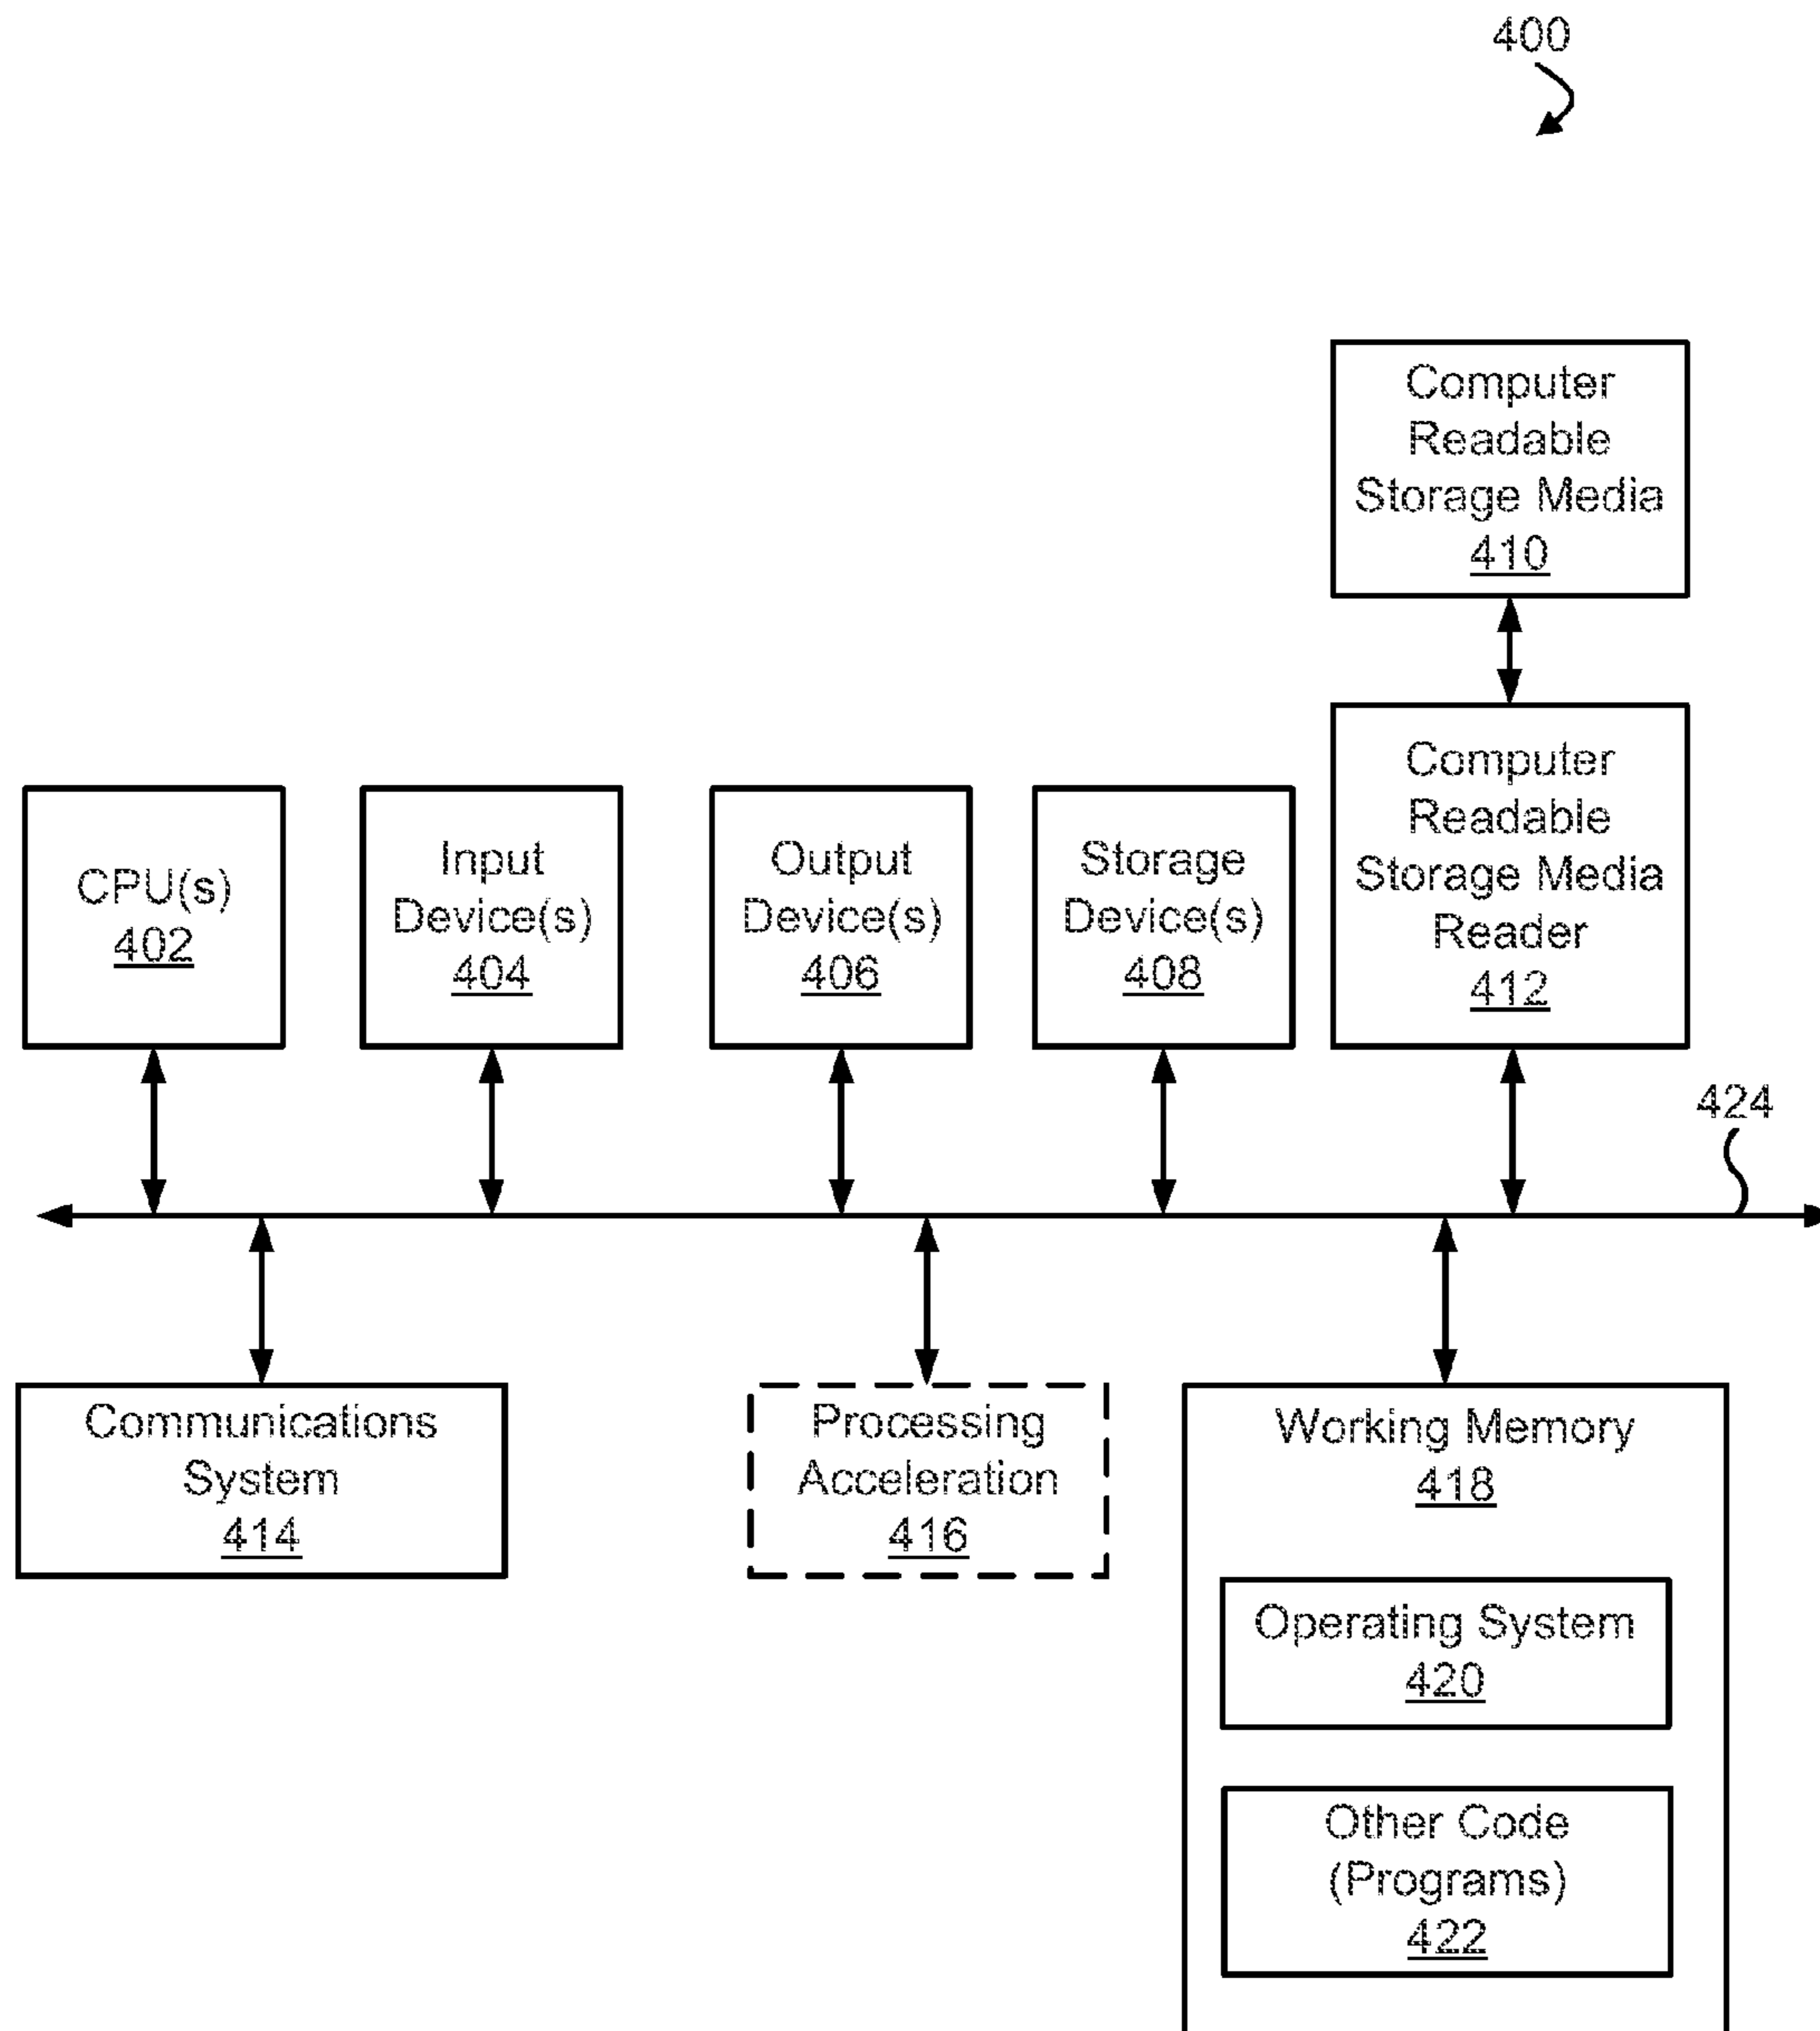 400
Computer
Readable
Storage Media
410
Computer
Readable
Storage Media
Reader
412
CPU(s)
402
Input
Device(s)
404
Output
Device(s)
406
Storage
Device(s)
408
424
Communications
System
414
Processing
Acceleration
416
Working Memory
418
Operating System
420
Other Code
(Programs)
422